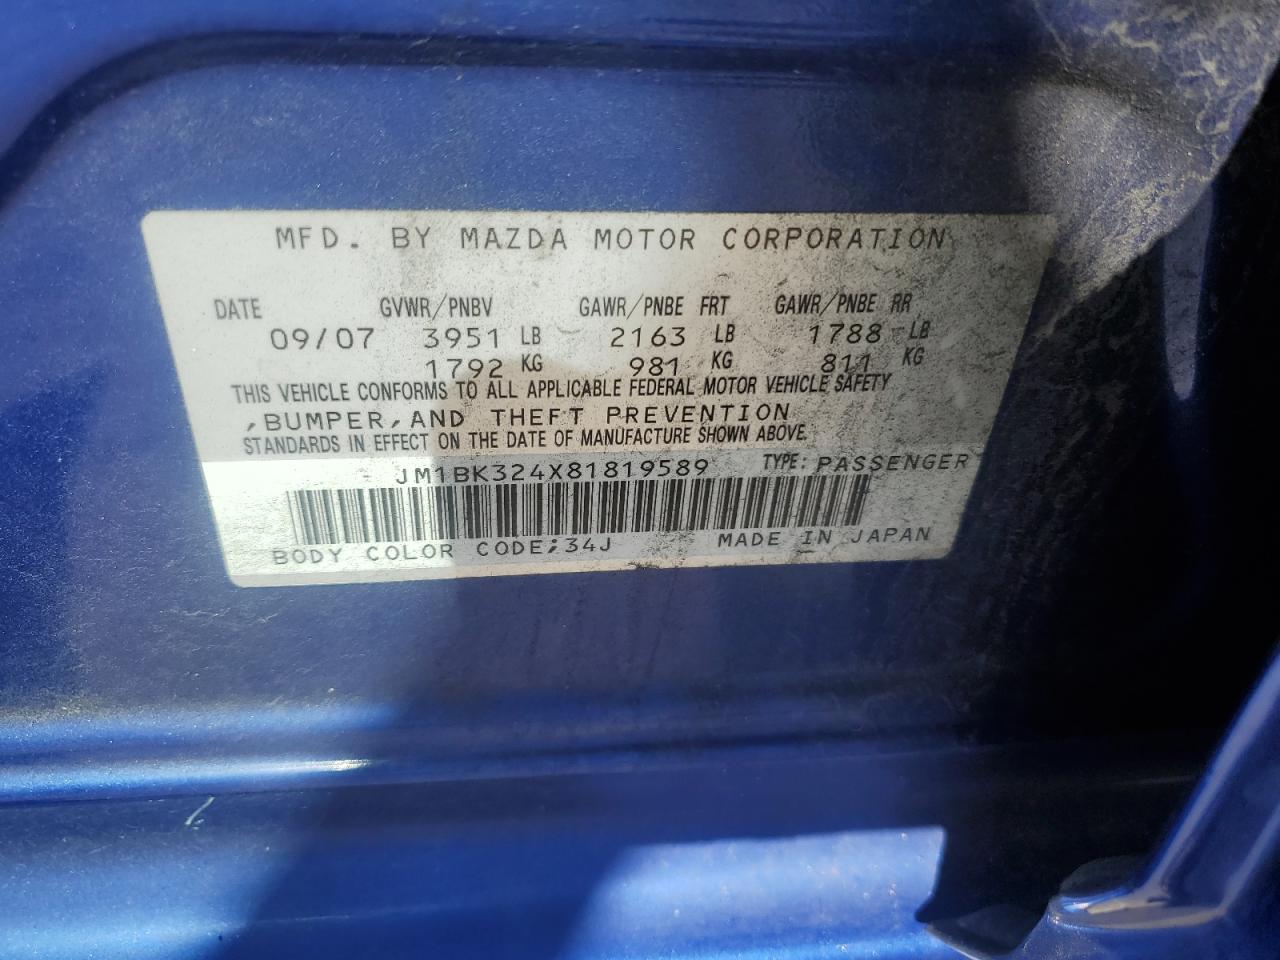 MFD. BY MAZDA MOTOR CORPORATION
DATE GVWR/PNBV GAWR/PNBE FRT GAWR/PNBE RR
09/07 3951 LB 2163 LB 1788 LB
1792 KG 981 KG 811 KG
THIS VEHICLE CONFORMS TO ALL APPLICABLE FEDERAL MOTOR VEHICLE SAFETY
,BUMPER,AND THEFT PREVENTION
STANDARDS IN EFFECT ON THE DATE OF MANUFACTURE SHOWN ABOVE.
JM1BK324X81819589 TYPE: PASSENGER
BODY COLOR CODE;34J MADE IN JAPAN